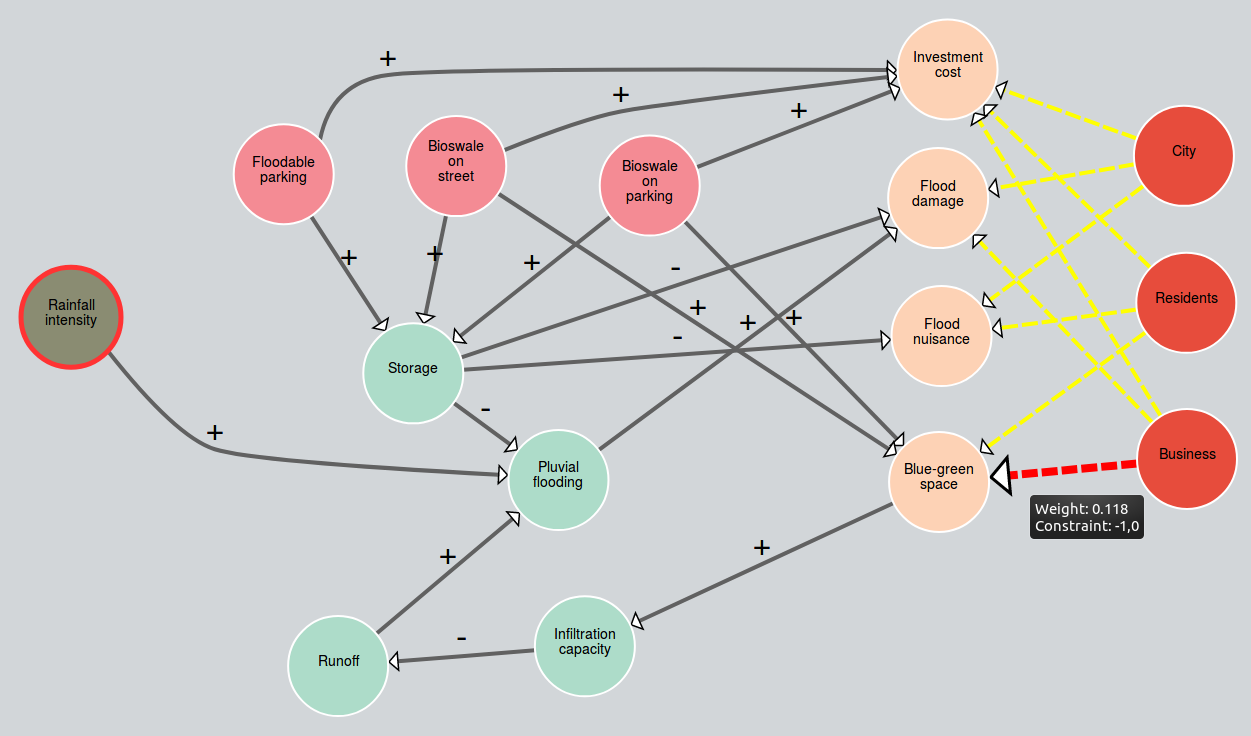 Investment
cost
+
+
+
Floodable
parking
Bioswale
on
street
Bioswale
on
parking
City
Flood
damage
+
+
+
-
Rainfall
intensity
Residents
+
+
+
-
Flood
nuisance
Storage
-
+
Pluvial
flooding
Blue-green
space
Business
Weight: 0.118
Constraint: -1,0
+
+
-
Runoff
Infiltration
capacity